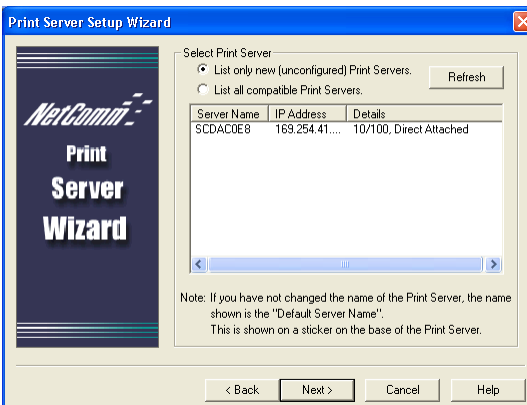 Print Server Setup Wizard
NetComm
Print
Server
Wizard
Select Print Server
List only new (unconfigured) Print Servers.
List all compatible Print Servers.
Refresh
Server Name IP Address Details
SCDAC0E8 169.254.41.... 10/100, Direct Attached
Note: If you have not changed the name of the Print Server, the name
shown is the "Default Server Name".
This is shown on a sticker on the base of the Print Server.
< Back Next > Cancel Help